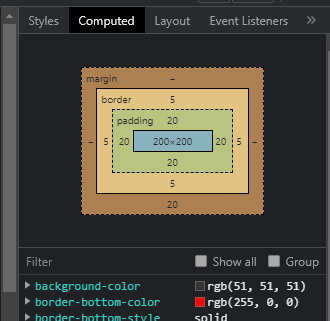 Styles Computed Layout Event Listeners »
margin –
border 5
padding 20
– 5 20 200×200 20 5 –
20
5
20
Filter Show all Group
background-color rgb(51, 51, 51)
border-bottom-color rgb(255, 0, 0)
border-bottom-style solid